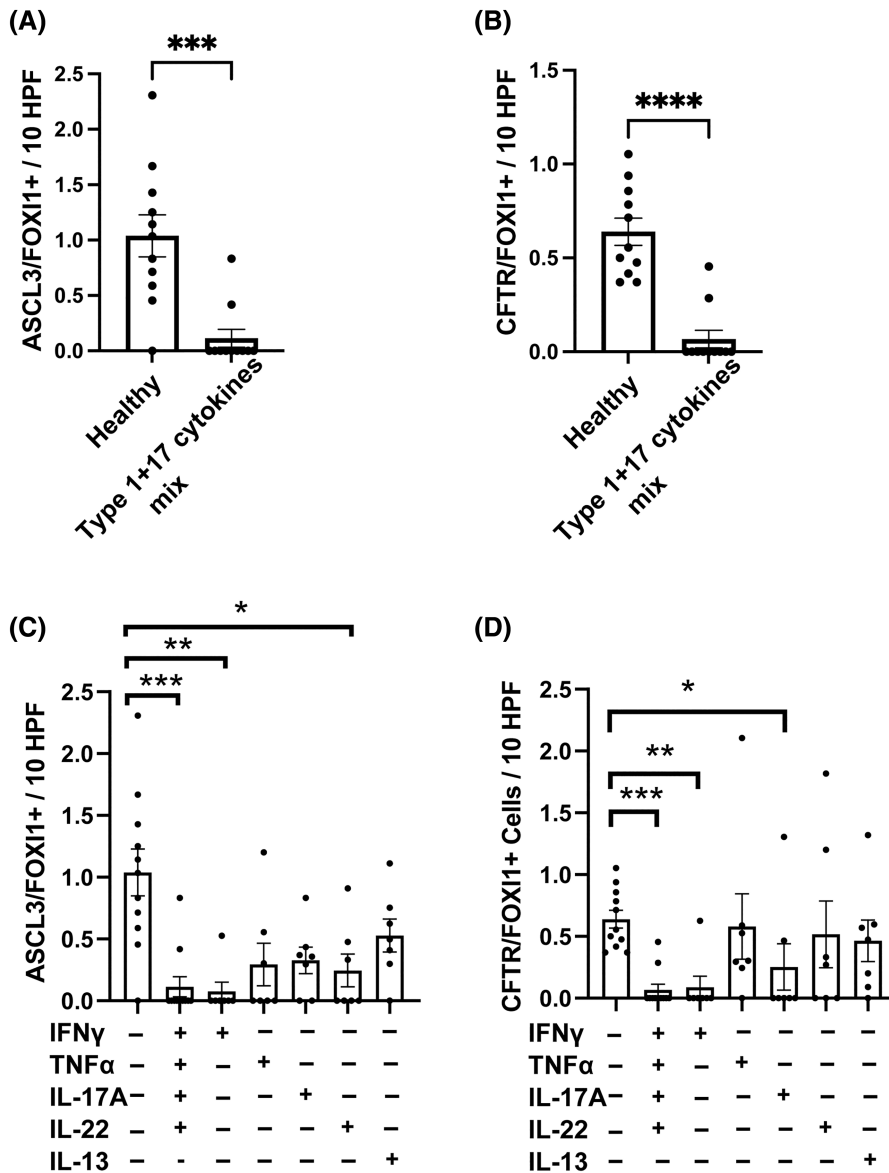 (A)
***
ASCL3/FOXI1+ / 10 HPF
2.5
2.0
1.5
1.0
0.5
0.0
Healthy
Type 1+17 cytokines
mix
(B)
****
CFTR/FOXI1+ / 10 HPF
1.5
1.0
0.5
0.0
Healthy
Type 1+17 cytokines
mix
(C)
*
**
***
ASCL3/FOXI1+ / 10 HPF
2.5
2.0
1.5
1.0
0.5
0.0
IFNγ – + + – – – –
TNFα – + – + – – –
IL-17A – + – – + – –
IL-22 – + – – – + –
IL-13 – - – – – – +
(D)
*
**
***
CFTR/FOXI1+ Cells / 10 HPF
2.5
2.0
1.5
1.0
0.5
0.0
IFNγ – + + – – – –
TNFα – + – + – – –
IL-17A – + – – + – –
IL-22 – + – – – + –
IL-13 – – – – – – +